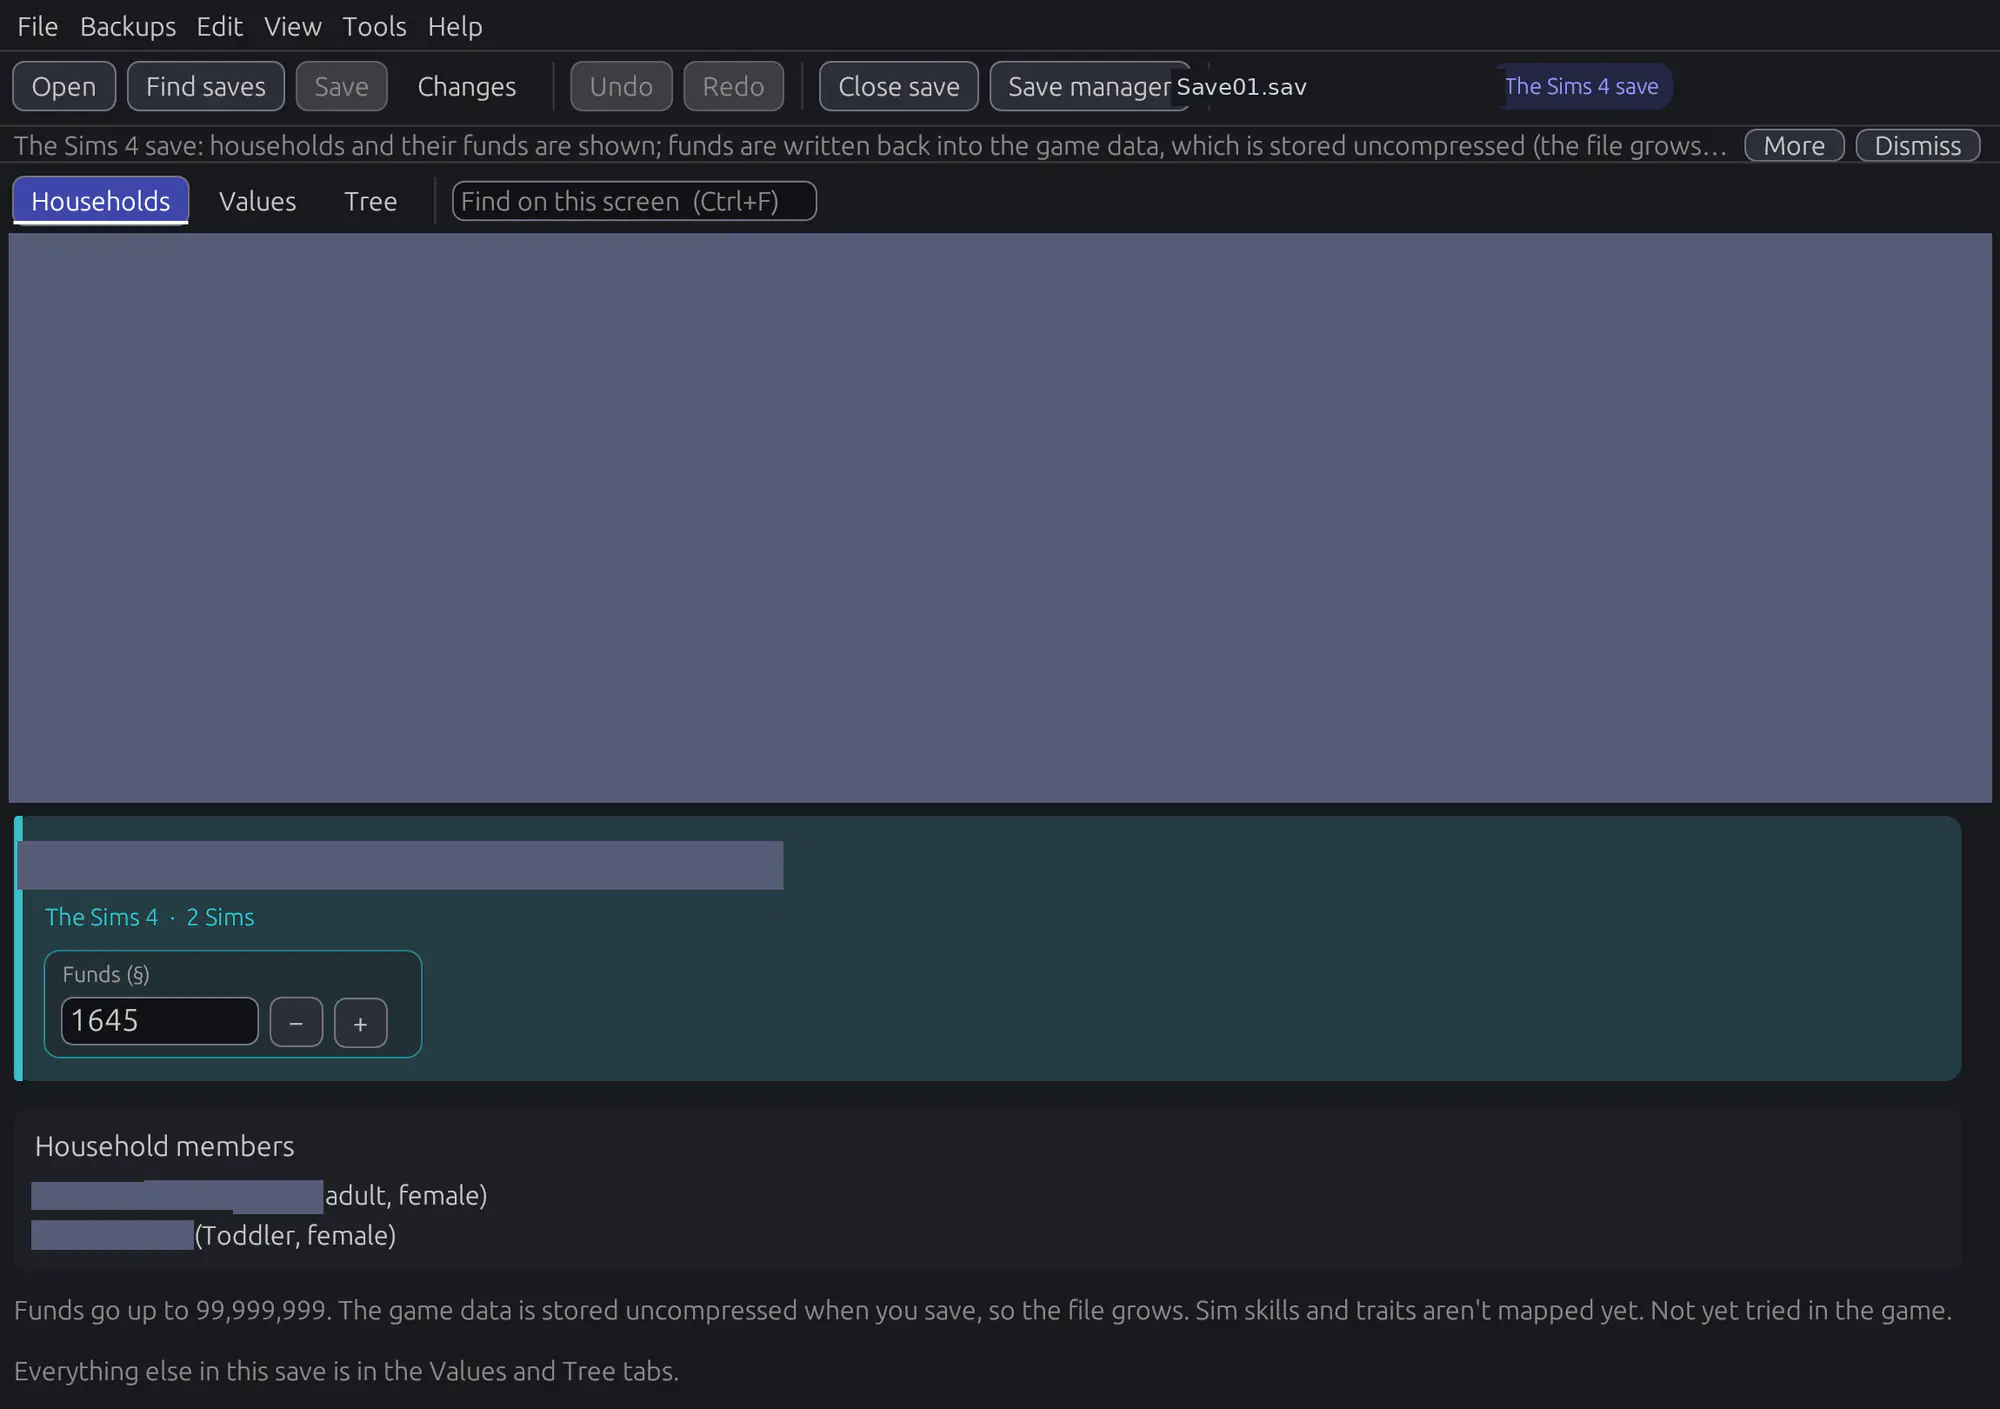 File Backups Edit View Tools Help
Open Find saves Save Changes Undo Redo Close save Save manager Save01.sav The Sims 4 save
The Sims 4 save: households and their funds are shown; funds are written back into the game data, which is stored uncompressed (the file grows… More Dismiss
Households Values Tree Find on this screen (Ctrl+F)
The Sims 4 · 2 Sims
Funds (§)
1645 − +
Household members
adult, female)
(Toddler, female)
Funds go up to 99,999,999. The game data is stored uncompressed when you save, so the file grows. Sim skills and traits aren't mapped yet. Not yet tried in the game.
Everything else in this save is in the Values and Tree tabs.